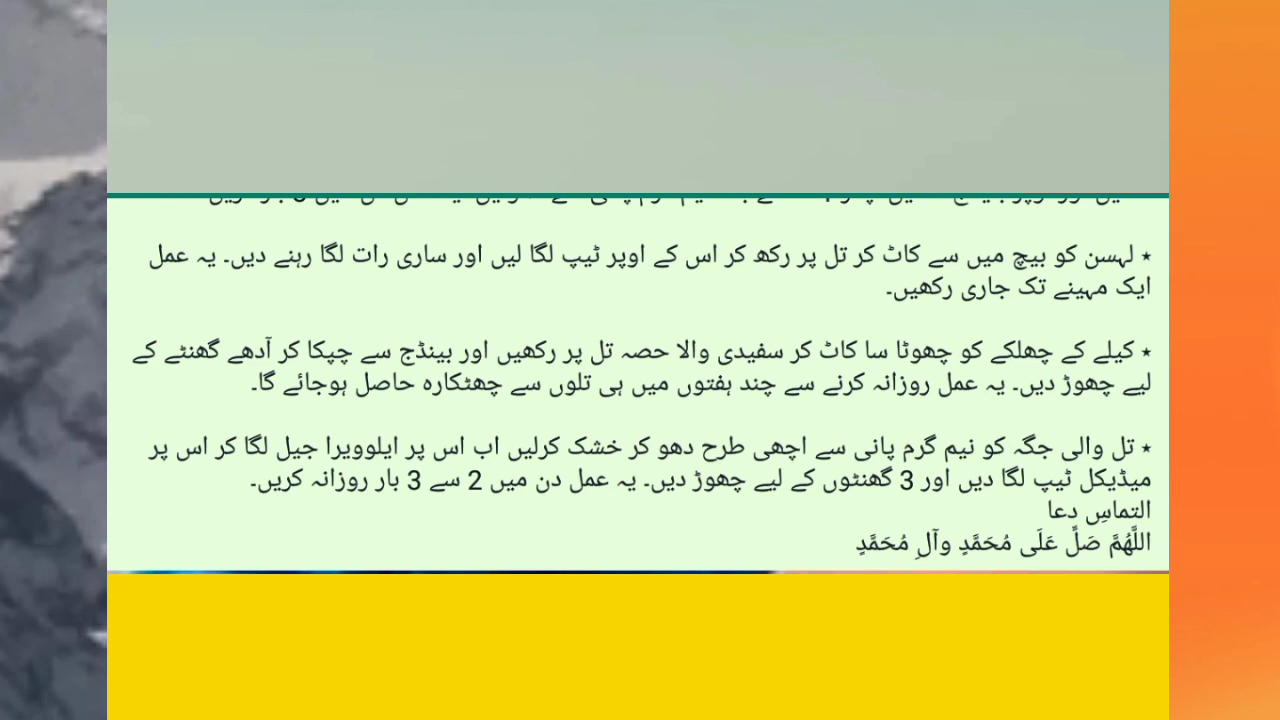 ٭ لہسن کو بیچ میں سے کاٹ کر تل پر رکھ کر اس کے اوپر ٹیپ لگا لیں اور ساری رات لگا رہنے دیں۔ یہ عمل
ایک مہینے تک جاری رکھیں۔
٭ کیلے کے چھلکے کو چھوٹا سا کاٹ کر سفیدی والا حصہ تل پر رکھیں اور بینڈج سے چپکا کر آدھے گھنٹے کے
لیے چھوڑ دیں۔ یہ عمل روزانہ کرنے سے چند ہفتوں میں ہی تلوں سے چھٹکارہ حاصل ہوجائے گا۔
٭ تل والی جگہ کو نیم گرم پانی سے اچھی طرح دھو کر خشک کرلیں اب اس پر ایلوویرا جیل لگا کر اس پر
میڈیکل ٹیپ لگا دیں اور 3 گھنٹوں کے لیے چھوڑ دیں۔ یہ عمل دن میں 2 سے 3 بار روزانہ کریں۔
التماسِ دعا
اللَّهُمَّ صَلِّ عَلَى مُحَمَّدٍ وآلِ مُحَمَّدٍ